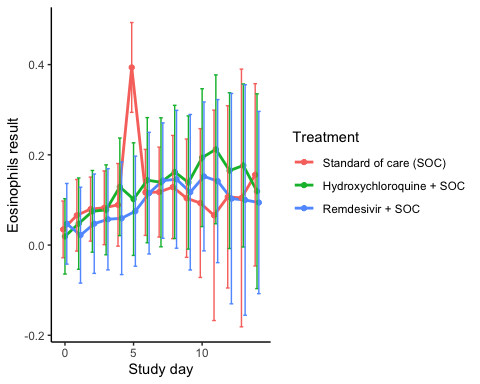 0.4
0.2
0.0
-0.2
Eosinophils result
0
5
10
Study day
Treatment
Standard of care (SOC)
Hydroxychloroquine + SOC
Remdesivir + SOC